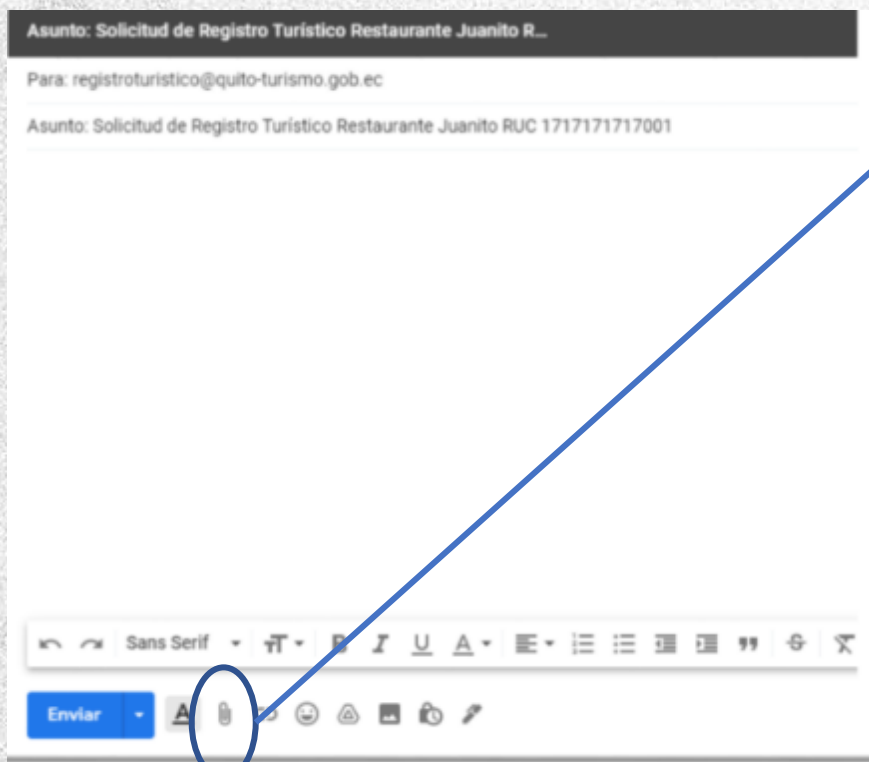 Asunto: Solicitud de Registro Turístico Restaurante Juanito R...
Para: registroturistico@quito-turismo.gob.ec
Asunto: Solicitud de Registro Turístico Restaurante Juanito RUC 1717171717001
Sans Serif
Enviar